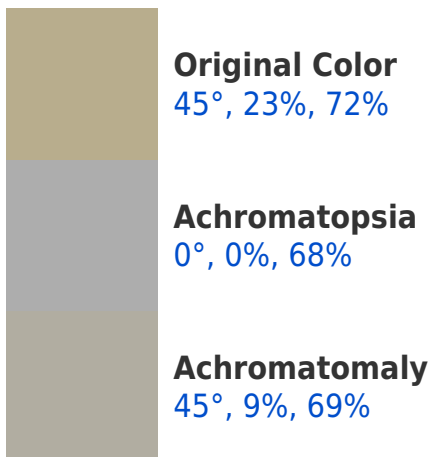 Original Color
45°, 23%, 72%
Achromatopsia
0°, 0%, 68%
Achromatomaly
45°, 9%, 69%